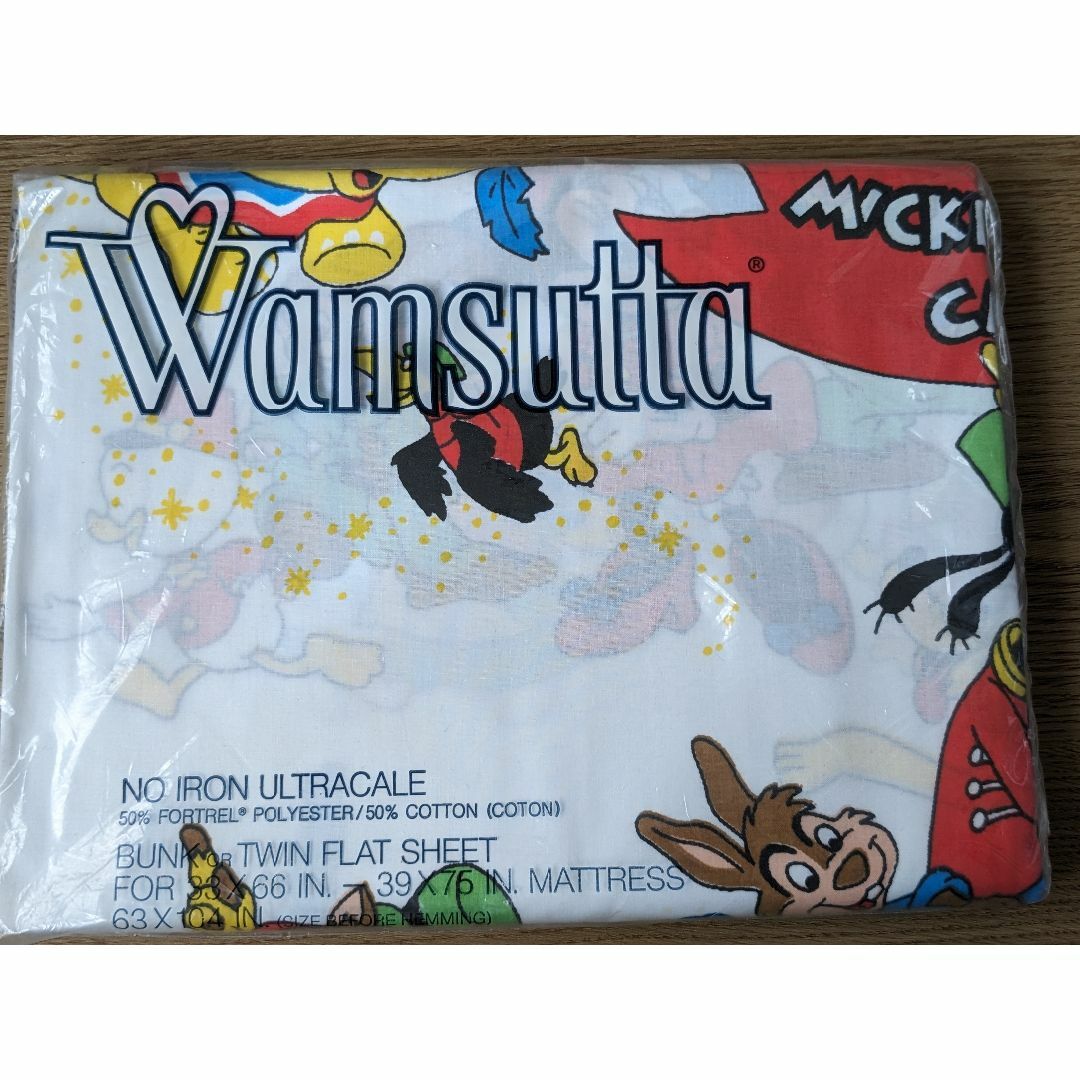 Wamsutta®
MICK
C
NO IRON ULTRACALE
50% FORTREL® POLYESTER/50% COTTON (COTON)
BUNK OR TWIN FLAT SHEET
FOR 33 X 66 IN. – 39 X 75 IN. MATTRESS
63 X 104 IN. (SIZE BEFORE HEMMING)